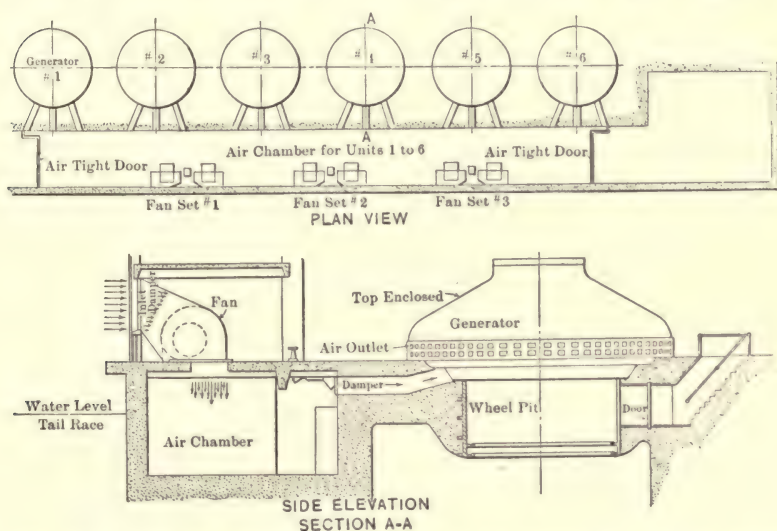 A
Generator
#1
#2
#3
#4
#5
#6
A
Air Chamber for Units 1 to 6
Air Tight Door
Air Tight Door
Fan Set #1
Fan Set #2
Fan Set #3
PLAN VIEW
Inlet
Damper
Fan
Top Enclosed
Generator
Air Outlet
Damper
Water Level
Tail Race
Wheel Pit
Door
Air Chamber
SIDE ELEVATION
SECTION A-A